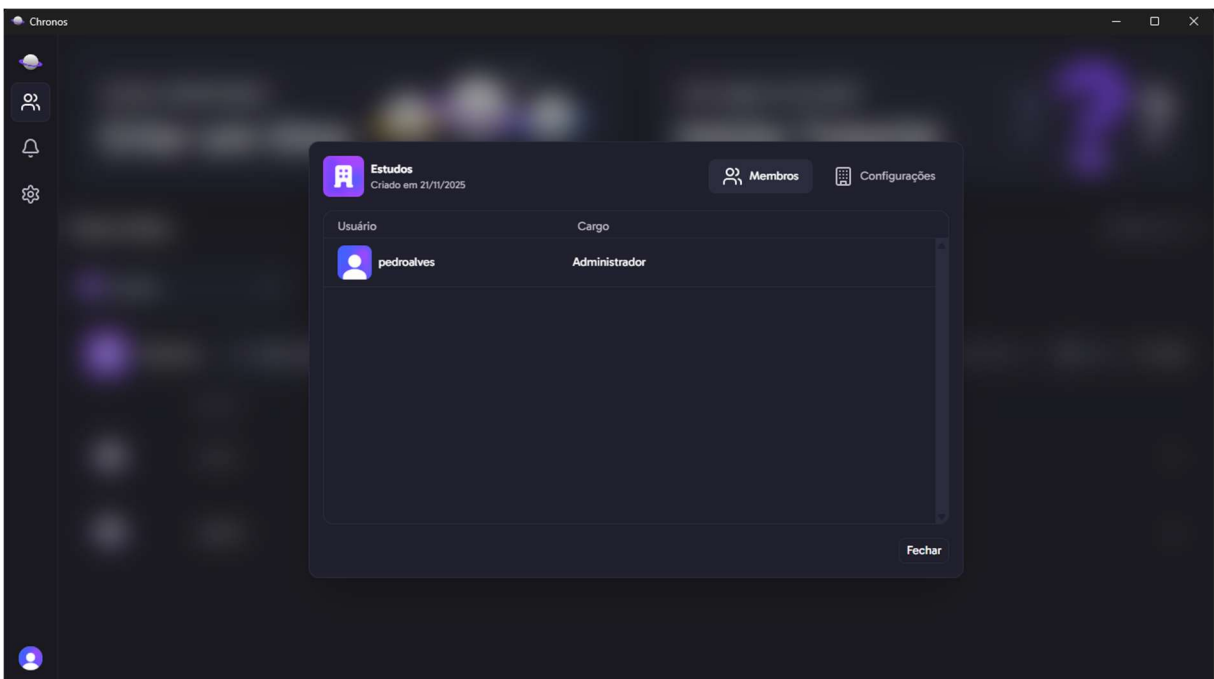 Chronos
Estudos
Criado em 21/11/2025
Membros
Configurações
Usuário
Cargo
pedroalves
Administrador
Fechar